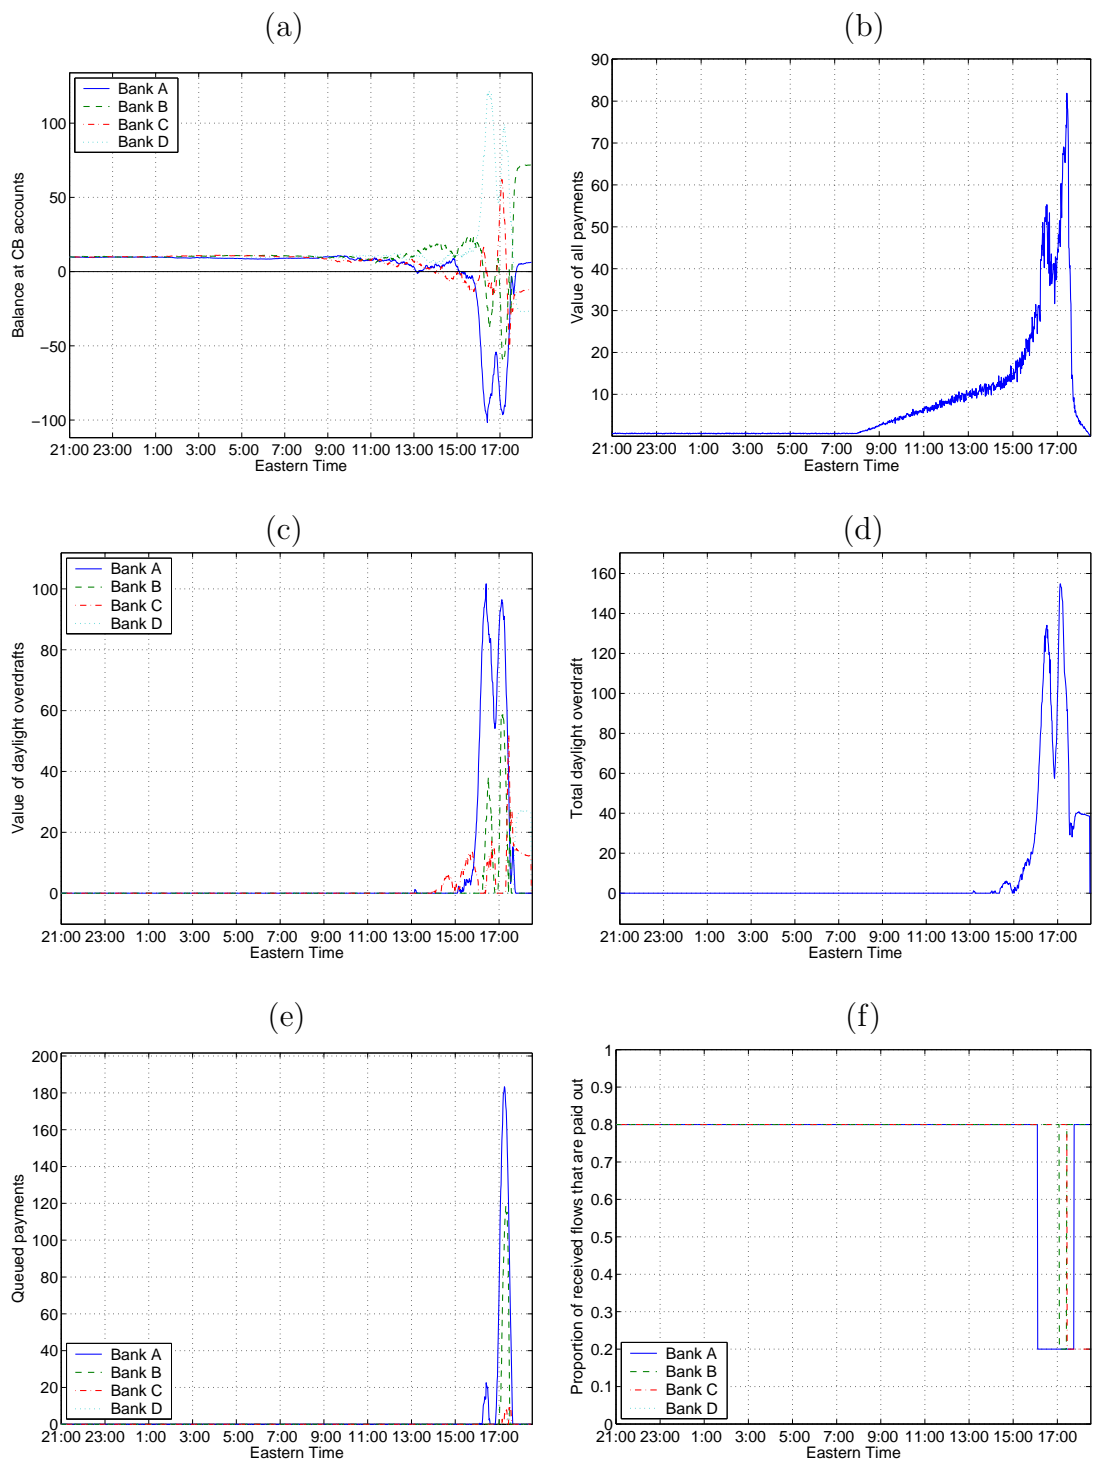 (a)
Bank A
Bank B
Bank C
Bank D
100
50
0
−50
−100
Balance at CB accounts
21:00 23:00 1:00 3:00 5:00 7:00 9:00 11:00 13:00 15:00 17:00
Eastern Time
(b)
90
80
70
60
50
40
30
20
10
Value of all payments
21:00 23:00 1:00 3:00 5:00 7:00 9:00 11:00 13:00 15:00 17:00
Eastern Time
(c)
Bank A
Bank B
Bank C
Bank D
100
80
60
40
20
0
Value of daylight overdrafts
21:00 23:00 1:00 3:00 5:00 7:00 9:00 11:00 13:00 15:00 17:00
Eastern Time
(d)
160
140
120
100
80
60
40
20
0
Total daylight overdraft
21:00 23:00 1:00 3:00 5:00 7:00 9:00 11:00 13:00 15:00 17:00
Eastern Time
(e)
200
180
160
140
120
100
80
60
40
20
0
Queued payments
Bank A
Bank B
Bank C
Bank D
21:00 23:00 1:00 3:00 5:00 7:00 9:00 11:00 13:00 15:00 17:00
Eastern Time
(f)
1
0.9
0.8
0.7
0.6
0.5
0.4
0.3
0.2
0.1
0
Proportion of received flows that are paid out
Bank A
Bank B
Bank C
Bank D
21:00 23:00 1:00 3:00 5:00 7:00 9:00 11:00 13:00 15:00 17:00
Eastern Time